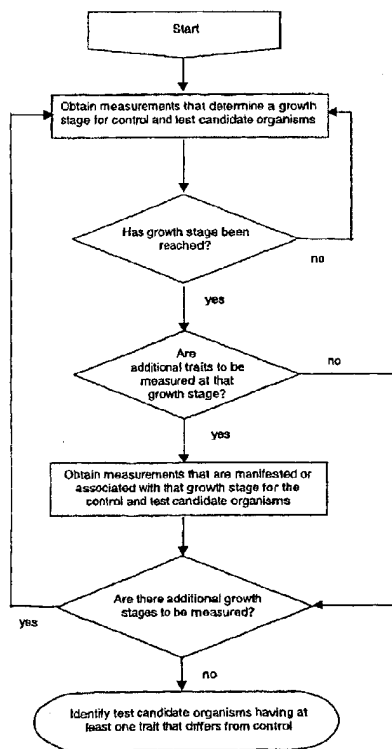 Start
Obtain measurements that determine a growth
stage for control and test candidate organisms
Has growth stage been
reached?
no
yes
Are
additional traits to be
measured at that
growth stage?
no
yes
Obtain measurements that are manifested or
associated with that growth stage for the
control and test candidate organisms
Are there additional growth
stages to be measured?
yes
no
Identify test candidate organisms having at
least one trait that differs from control